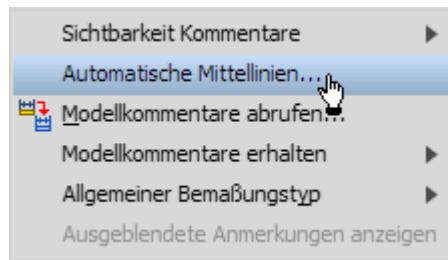 Sichtbarkeit Kommentare
Automatische Mittellinien...
Modellkommentare abrufen...
Modellkommentare erhalten
Allgemeiner Bemaßungstyp
Ausgeblendete Anmerkungen anzeigen